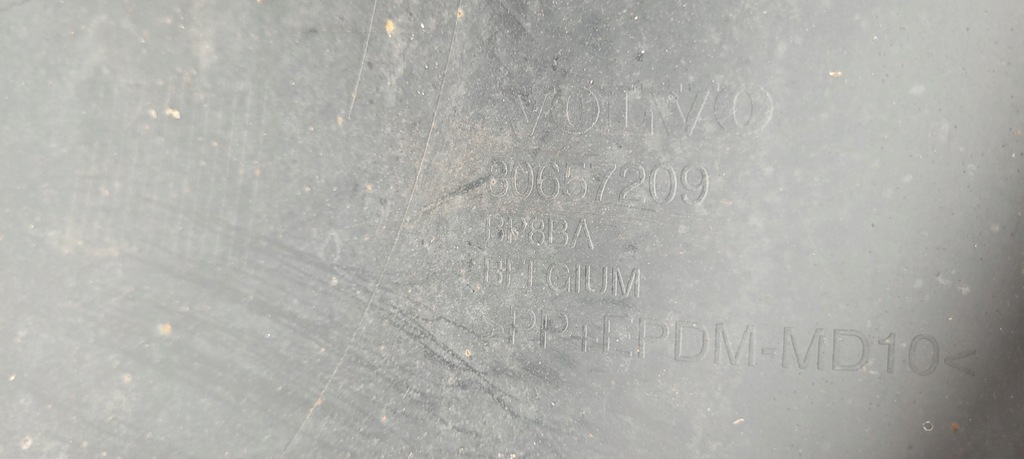 VOLVO
30657209
BP8BA
BELGIUM
>PP+EPDM-MD10<